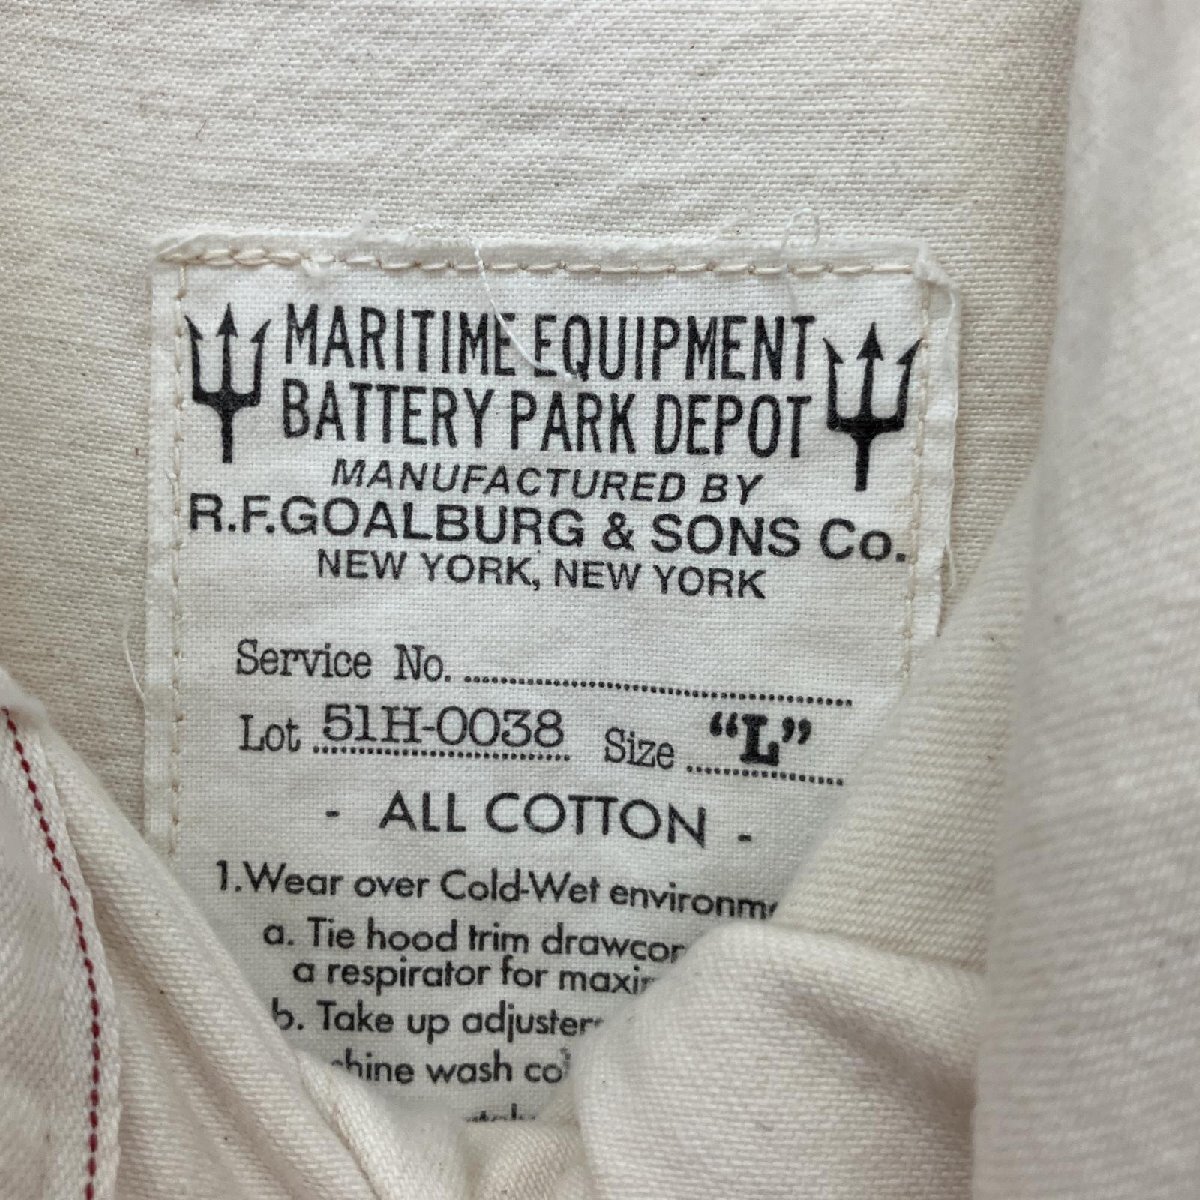 MARITIME EQUIPMENT
BATTERY PARK DEPOT
MANUFACTURED BY
R.F.GOALBURG & SONS Co.
NEW YORK, NEW YORK
Service No.
Lot 51H-0038 Size "L"
- ALL COTTON -
1.Wear over Cold-Wet
a. Tie hood trim
a respirator for
b. Take up
wash